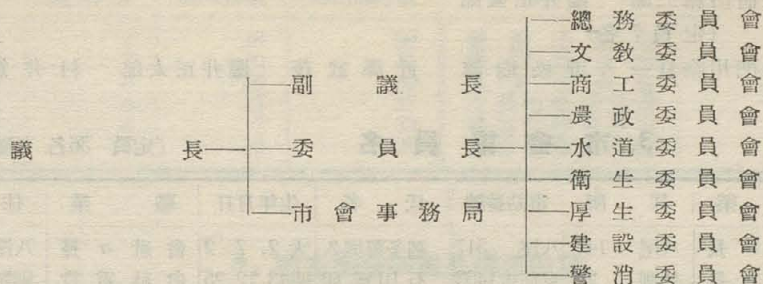 議長
副議長
委員長
市會事務局
總務委員會
文教委員會
商工委員會
農政委員會
水道委員會
衛生委員會
厚生委員會
建設委員會
警消委員會